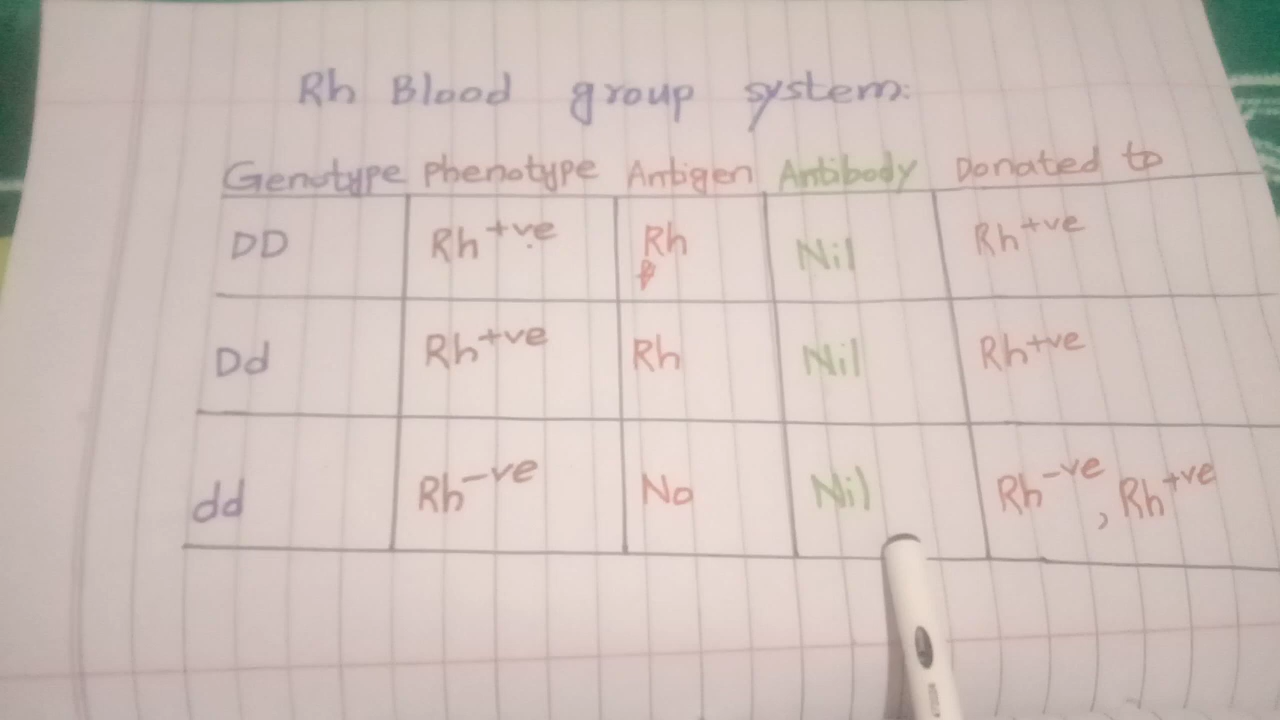 Rh Blood group system:
Genotype Phenotype Antigen Antibody Donated to
DD Rh+ve Rh Nil Rh+ve
Dd Rh+ve Rh Nil Rh+ve
dd Rh-ve No Nil Rh-ve, Rh+ve